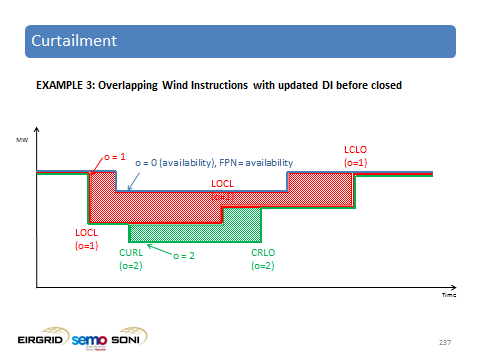 Curtailment
EXAMPLE 3: Overlapping Wind Instructions with updated DI before closed
MW
o = 1
o = 0 (availability), FPN = availability
LCLO
(o=1)
LOCL
(o=1)
LOCL
(o=1)
CURL
(o=2)
o = 2
CRLO
(o=2)
Time
EIRGRID semo SONI
237